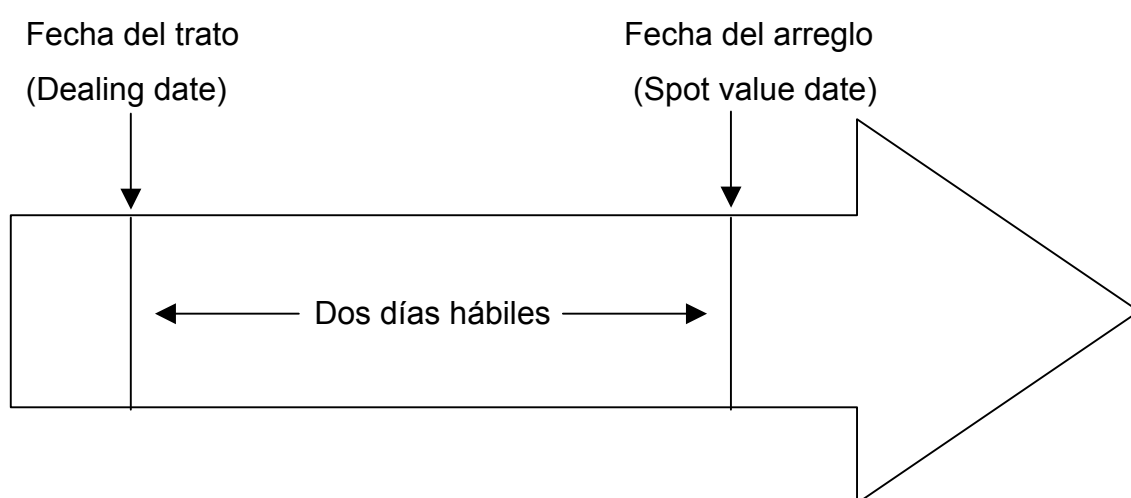 Fecha del trato
(Dealing date)
Fecha del arreglo
(Spot value date)
Dos días hábiles